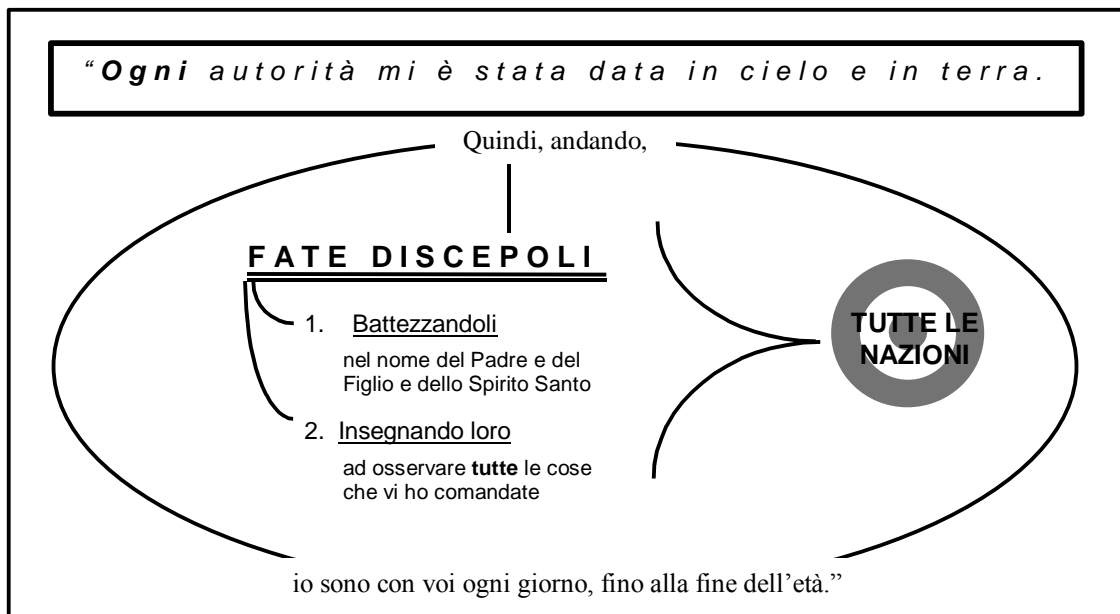 “Ogni autorità mi è stata data in cielo e in terra.
Quindi, andando,
FATE DISCEPOLI
1. Battezzandoli
nel nome del Padre e del
Figlio e dello Spirito Santo
2. Insegnando loro
ad osservare tutte le cose
che vi ho comandate
TUTTE LE
NAZIONI
io sono con voi ogni giorno, fino alla fine dell’età.”